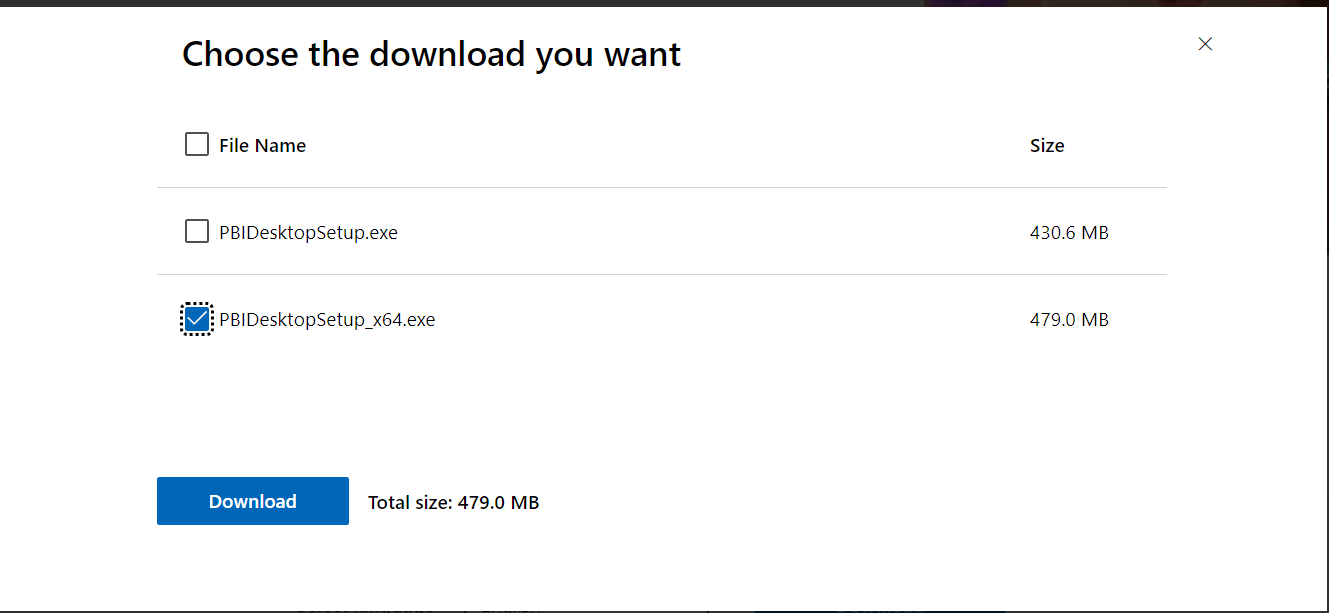 Choose the download you want
File Name Size
PBIDesktopSetup.exe 430.6 MB
PBIDesktopSetup_x64.exe 479.0 MB
Download Total size: 479.0 MB